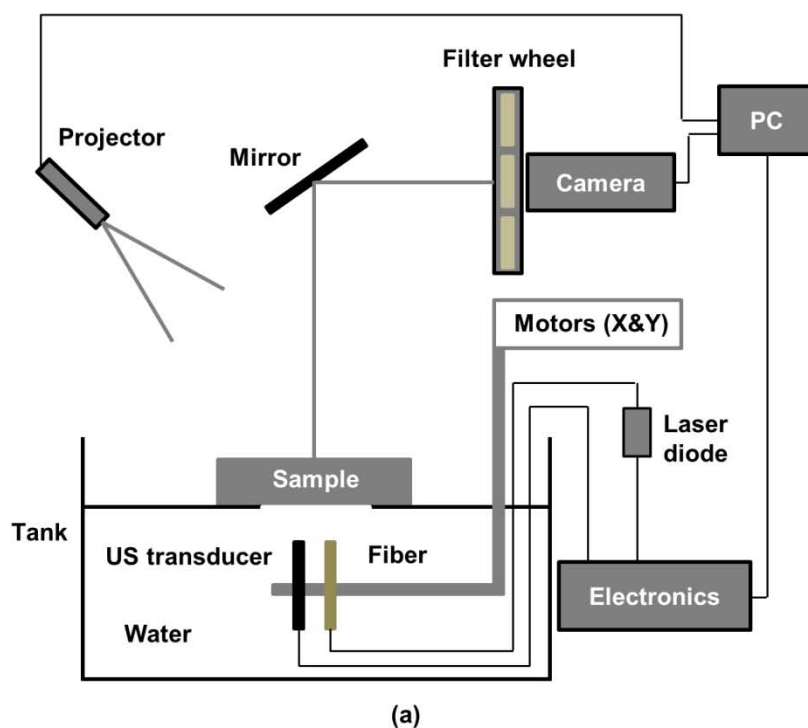 Filter wheel
Projector
Mirror
PC
Camera
Motors (X&Y)
Laser
diode
Sample
Tank
US transducer
Fiber
Electronics
Water
(a)